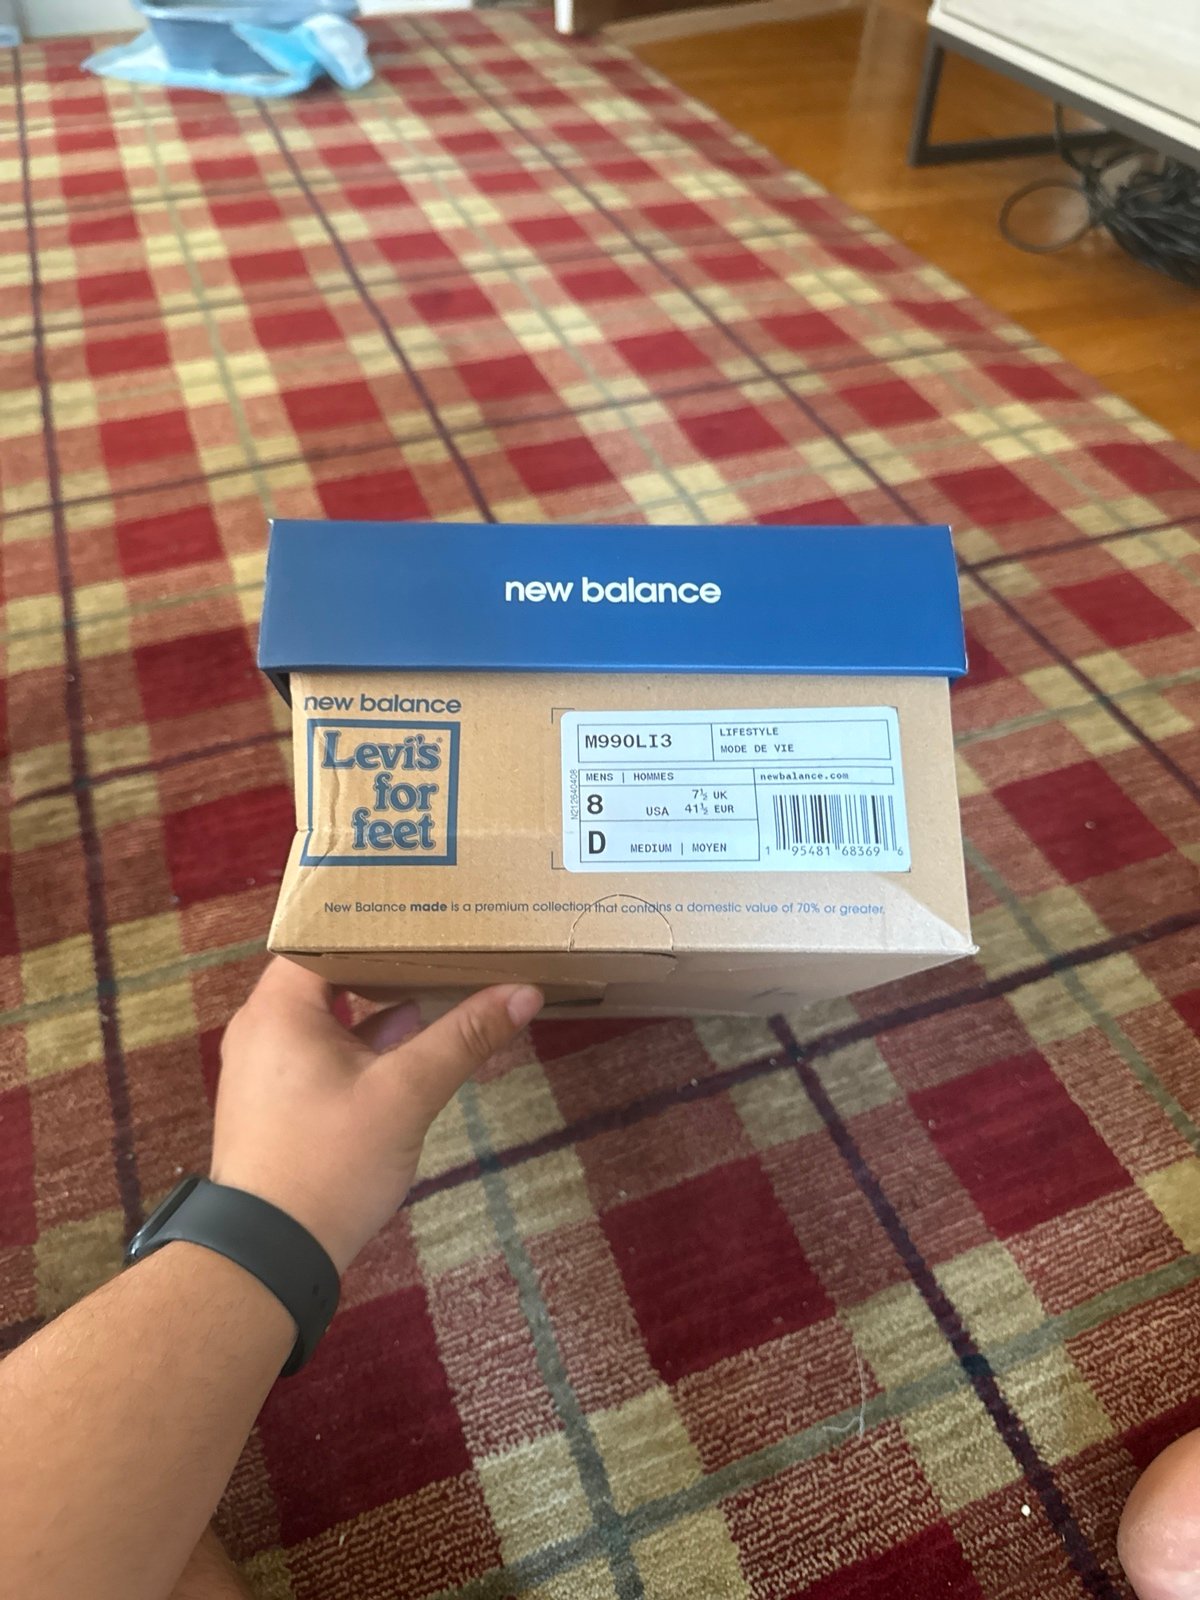 new balance
new balance
Levi's®
for
feet
M990LI3
LIFESTYLE
MODE DE VIE
MENS | HOMMES
newbalance.com
8
USA
7½ UK
41½ EUR
D
MEDIUM | MOYEN
N212640408
1 95481 68369 6
New Balance made is a premium collection that contains a domestic value of 70% or greater.